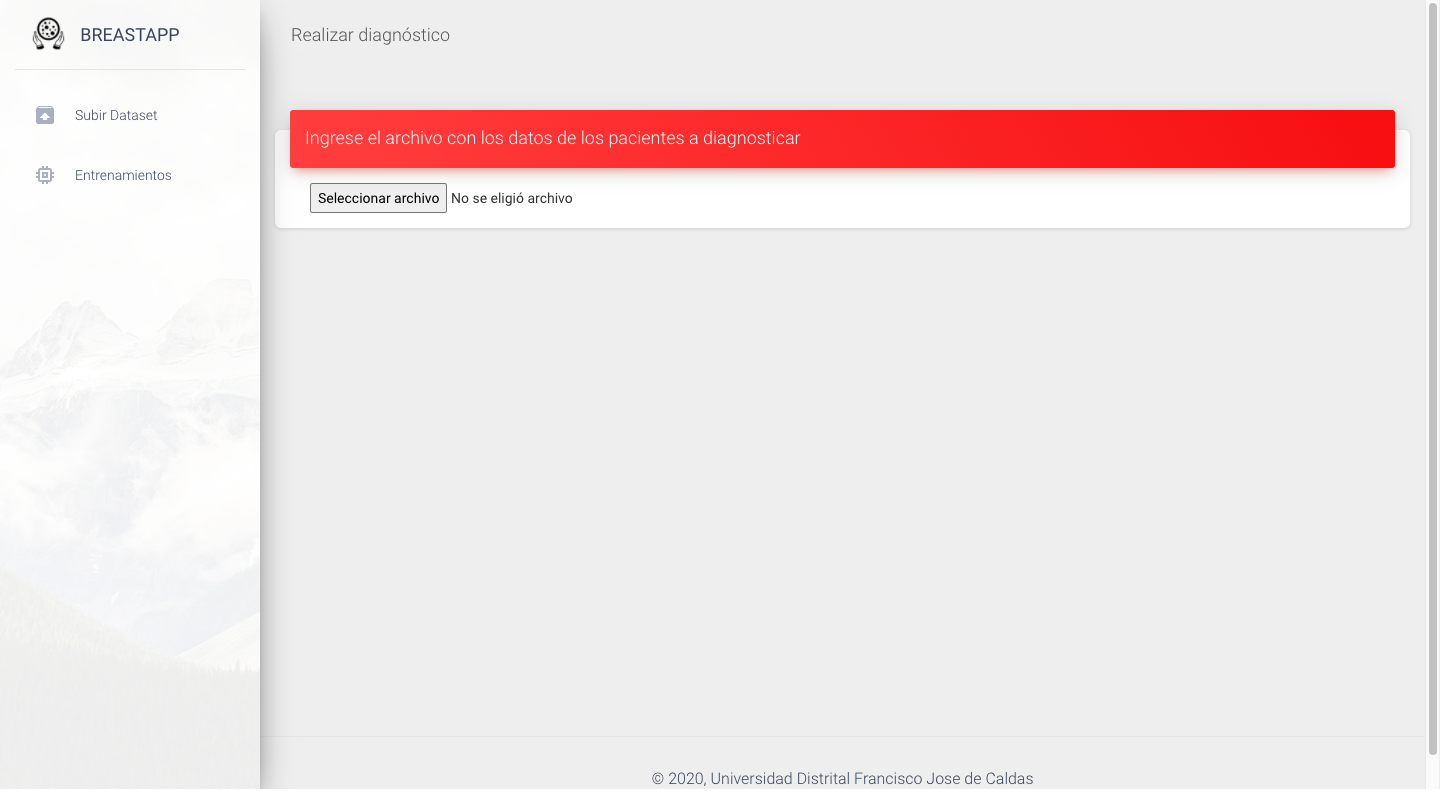 BREASTAPP
Subir Dataset
Entrenamientos
Realizar diagnóstico
Ingrese el archivo con los datos de los pacientes a diagnosticar
Seleccionar archivo No se eligió archivo
© 2020, Universidad Distrital Francisco Jose de Caldas